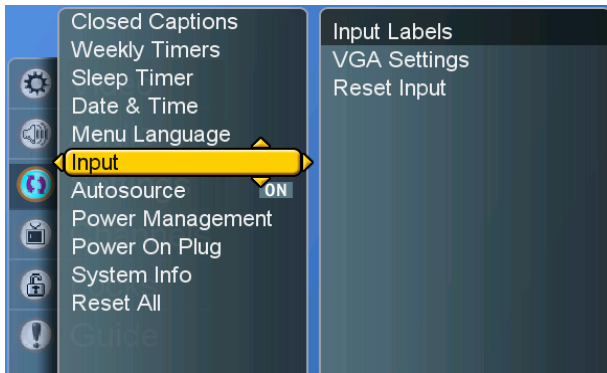 Closed Captions
Weekly Timers
Sleep Timer
Date & Time
Menu Language
Input
Autosource ON
Power Management
Power On Plug
System Info
Reset All
Guide
Input Labels
VGA Settings
Reset Input